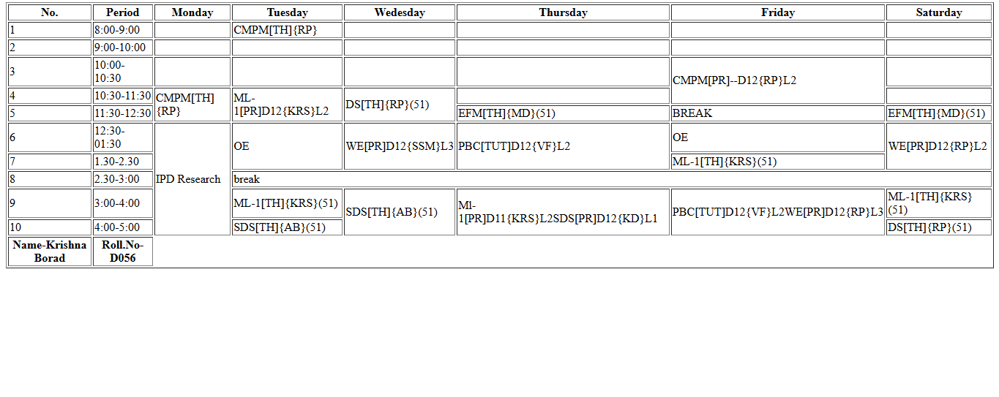 No. Period Monday Tuesday Wedesday Thursday Friday Saturday
1 8:00-9:00 CMPM[TH]{RP}
2 9:00-10:00
3 10:00-
10:30
CMPM[PR]--D12{RP}L2
4 10:30-11:30 CMPM[TH]
{RP}
ML-
1[PR]D12{KRS}L2
DS[TH]{RP}(51)
5 11:30-12:30 EFM[TH]{MD}(51) BREAK EFM[TH]{MD}(51)
6 12:30-
01:30
IPD Research
OE
WE[PR]D12{SSM}L3
PBC[TUT]D12{VF}L2
OE
WE[PR]D12{RP}L2
7 1.30-2.30 ML-1[TH]{KRS}(51)
8 2.30-3:00 break
9 3:00-4:00 ML-1[TH]{KRS}(51)
SDS[TH]{AB}(51)
Ml-
1[PR]D11{KRS}L2SDS[PR]D12{KD}L1
PBC[TUT]D12{VF}L2WE[PR]D12{RP}L3
ML-1[TH]{KRS}
(51)
10 4:00-5:00 SDS[TH]{AB}(51) DS[TH]{RP}(51)
Name-Krishna
Borad
Roll.No-
D056